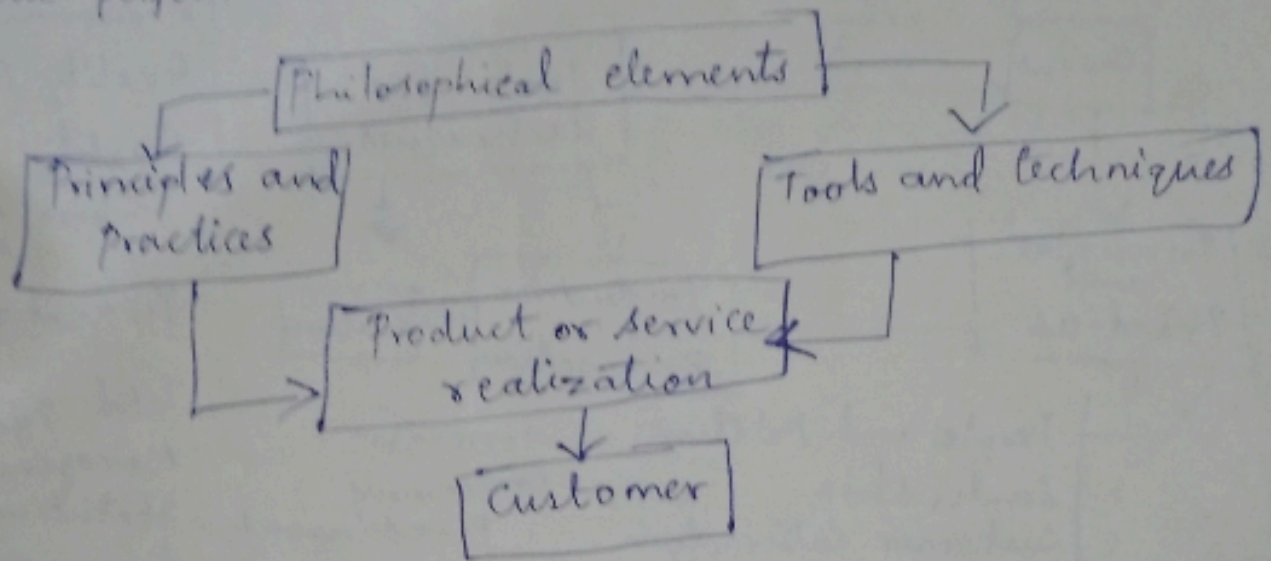 Philosophical elements
Principles and
practices
Tools and techniques
Product or service
realization
Customer